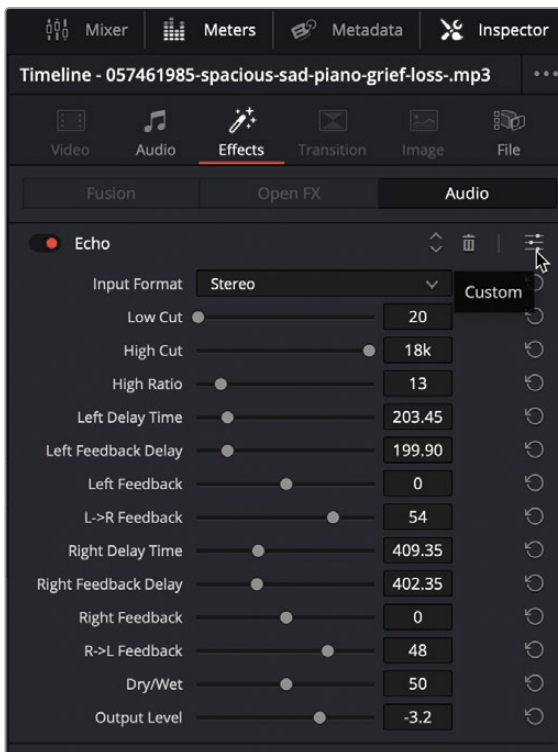 Mixer Meters Metadata Inspector
Timeline - 057461985-spacious-sad-piano-grief-loss-.mp3
Video Audio Effects Transition Image File
Fusion Open FX Audio
Echo
Input Format Stereo Custom
Low Cut 20
High Cut 18k
High Ratio 13
Left Delay Time 203.45
Left Feedback Delay 199.90
Left Feedback 0
L->R Feedback 54
Right Delay Time 409.35
Right Feedback Delay 402.35
Right Feedback 0
R->L Feedback 48
Dry/Wet 50
Output Level -3.2